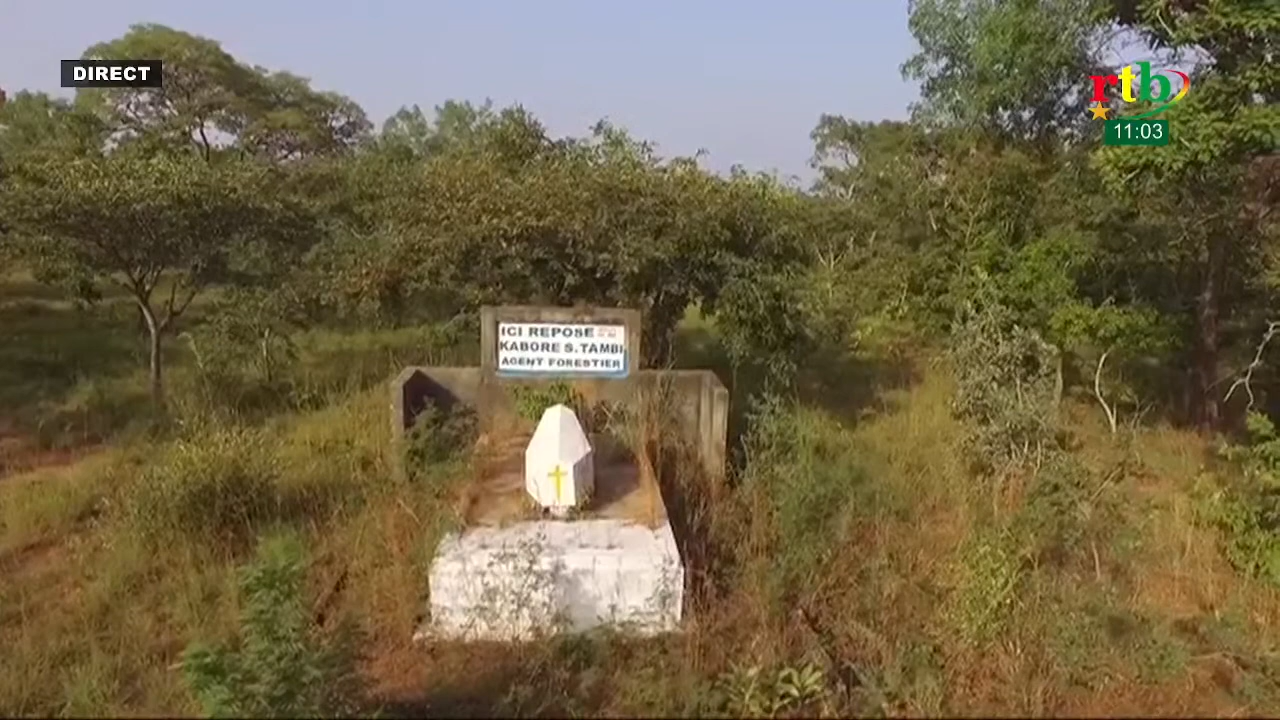 DIRECT
rtb
11:03
ICI REPOSE
KABORE S. TAMBI
AGENT FORESTIER